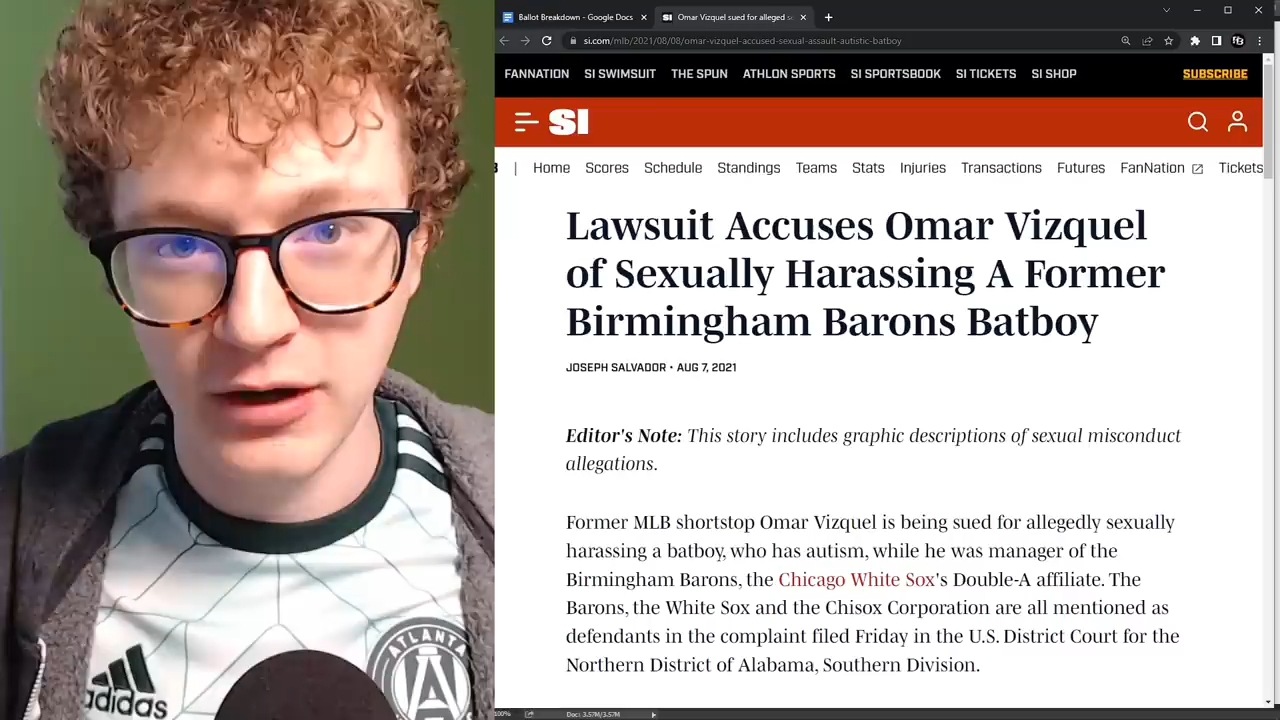 Ballot Breakdown - Google Docs
SI Omar Vizquel sued for alleged s
si.com/mlb/2021/08/08/omar-vizquel-accused-sexual-assault-autistic-batboy
FANNATION SI SWIMSUIT THE SPUN ATHLON SPORTS SI SPORTSBOOK SI TICKETS SI SHOP SUBSCRIBE
SI
| Home Scores Schedule Standings Teams Stats Injuries Transactions Futures FanNation Tickets
Lawsuit Accuses Omar Vizquel
of Sexually Harassing A Former
Birmingham Barons Batboy
JOSEPH SALVADOR • AUG 7, 2021
Editor's Note: This story includes graphic descriptions of sexual misconduct
allegations.
Former MLB shortstop Omar Vizquel is being sued for allegedly sexually
harassing a batboy, who has autism, while he was manager of the
Birmingham Barons, the Chicago White Sox's Double-A affiliate. The
Barons, the White Sox and the Chisox Corporation are all mentioned as
defendants in the complaint filed Friday in the U.S. District Court for the
Northern District of Alabama, Southern Division.
100% Doc: 3.57M/3.57M
adidas
ATLANTA